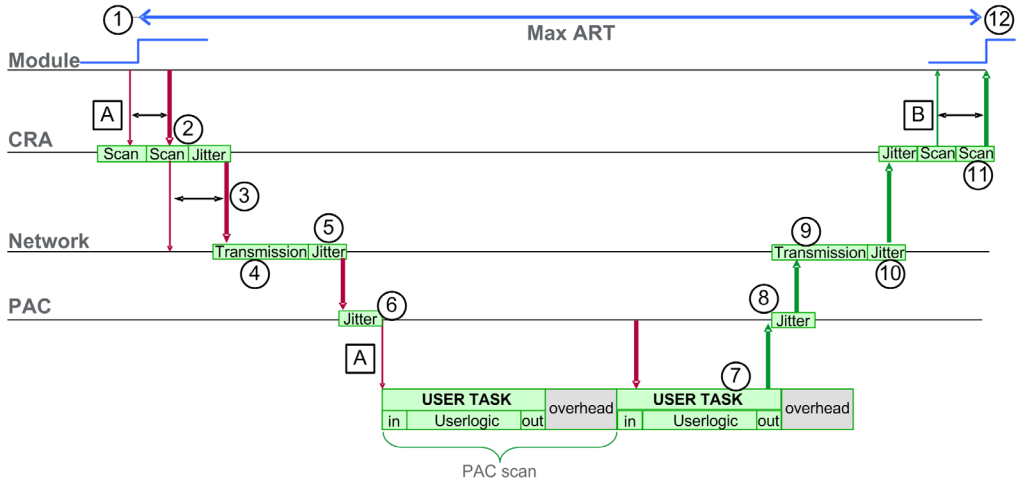 1
12
Max ART
Module
A
B
2
CRA
Scan
Scan
Jitter
Jitter
Scan
Scan
11
3
5
9
Network
Transmission
Jitter
Transmission
Jitter
4
10
6
8
PAC
Jitter
Jitter
A
7
USER TASK
overhead
USER TASK
overhead
in
Userlogic
out
in
Userlogic
out
PAC scan